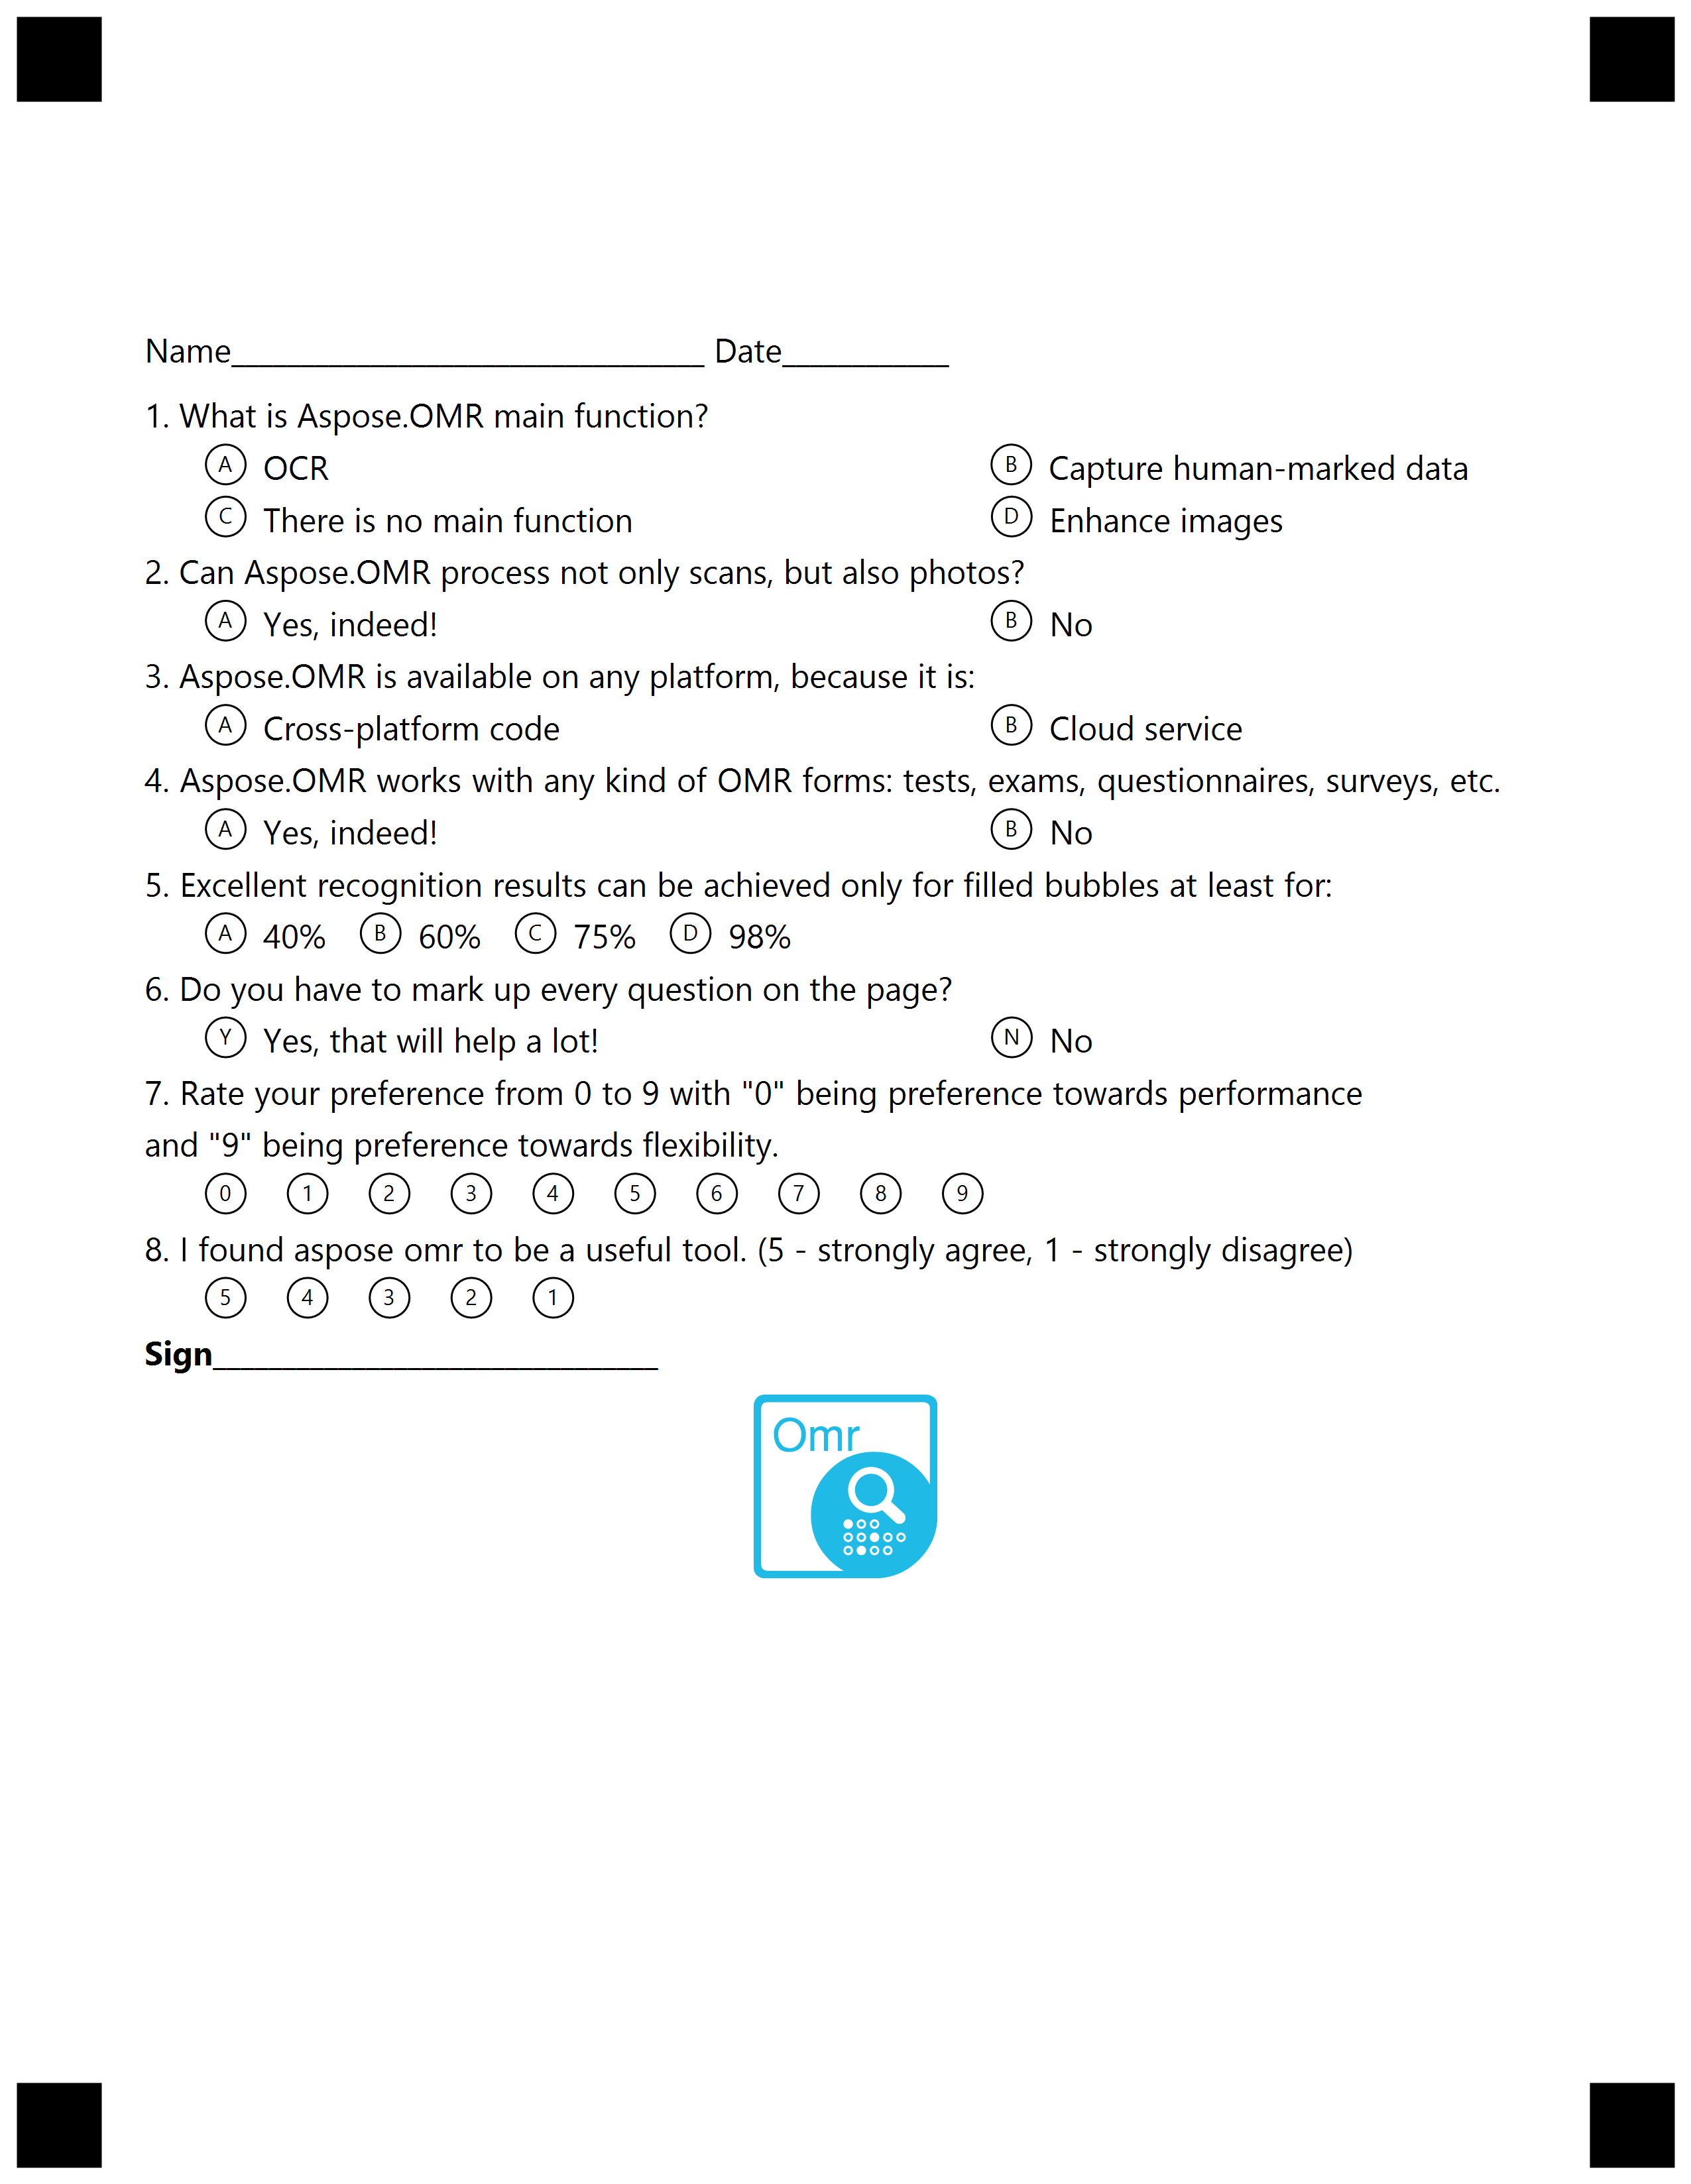 Name__________________________________ Date____________
1. What is Aspose.OMR main function?
A OCR B Capture human-marked data
C There is no main function D Enhance images
2. Can Aspose.OMR process not only scans, but also photos?
A Yes, indeed! B No
3. Aspose.OMR is available on any platform, because it is:
A Cross-platform code B Cloud service
4. Aspose.OMR works with any kind of OMR forms: tests, exams, questionnaires, surveys, etc.
A Yes, indeed! B No
5. Excellent recognition results can be achieved only for filled bubbles at least for:
A 40% B 60% C 75% D 98%
6. Do you have to mark up every question on the page?
Y Yes, that will help a lot! N No
7. Rate your preference from 0 to 9 with "0" being preference towards performance
and "9" being preference towards flexibility.
0 1 2 3 4 5 6 7 8 9
8. I found aspose omr to be a useful tool. (5 - strongly agree, 1 - strongly disagree)
5 4 3 2 1
Sign________________________________
Omr